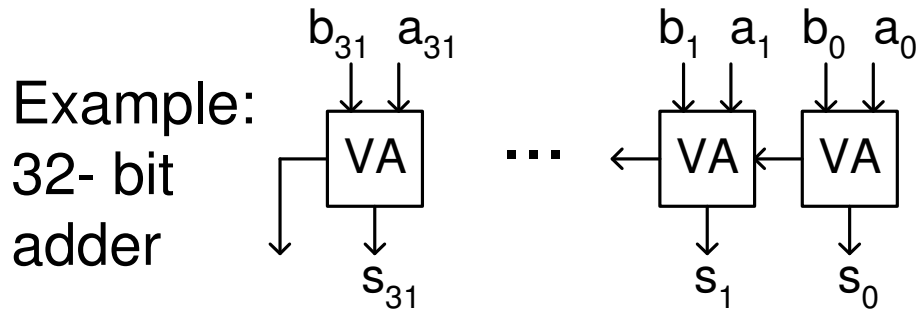 b31 a31 b1 a1 b0 a0
Example:
32- bit
adder
VA ... VA VA
s31 s1 s0